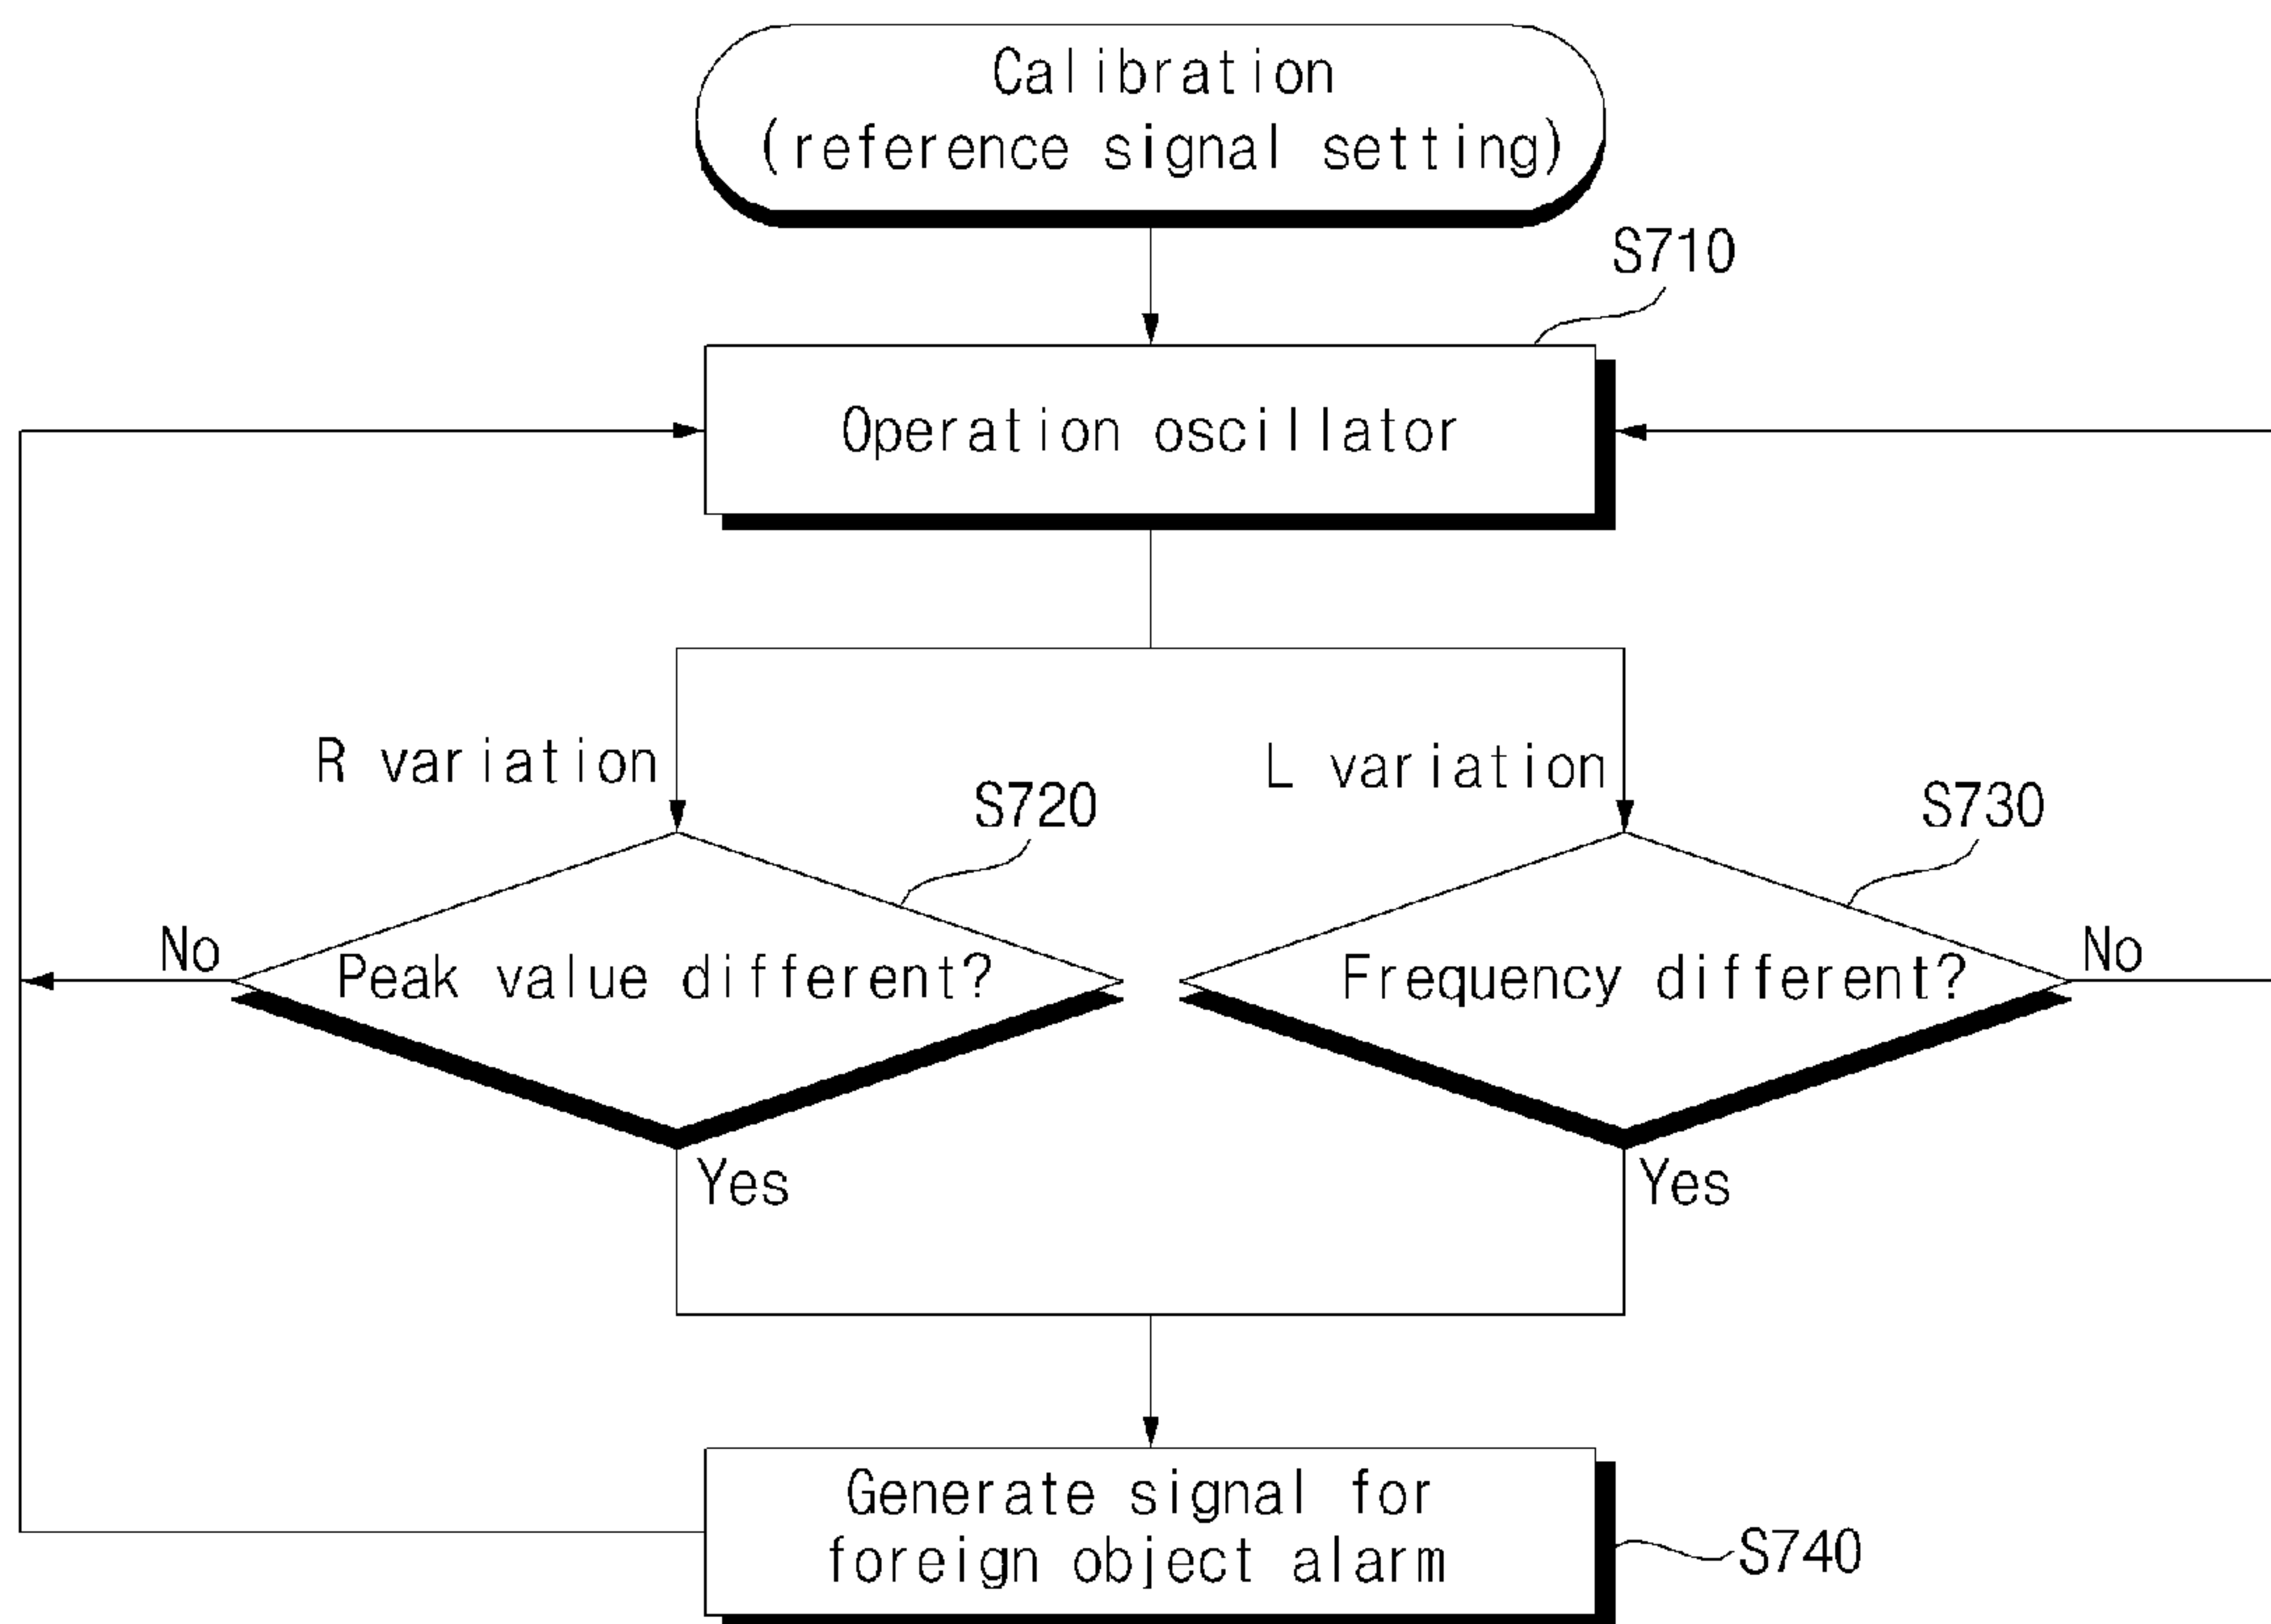 Calibration
(reference signal setting)
S710
Operation oscillator
R variation
L variation
S720
S730
No
Peak value different?
Frequency different?
No
Yes
Yes
Generate signal for
foreign object alarm
S740